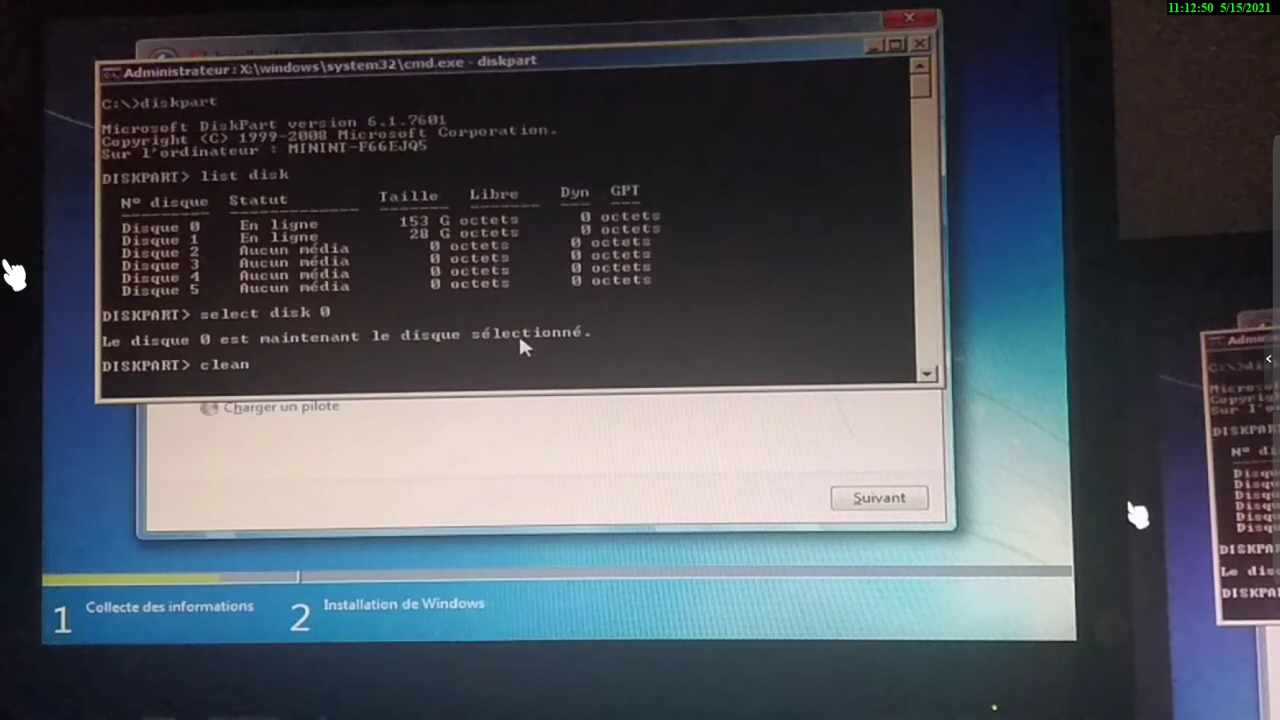 11:12:50 5/15/2021
Administrateur : X:\windows\system32\cmd.exe - diskpart
C:\>diskpart
Microsoft DiskPart version 6.1.7601
Copyright (C) 1999-2008 Microsoft Corporation.
Sur l'ordinateur : MININT-F66EJQ5
DISKPART> list disk
Nº disque Statut Taille Libre Dyn GPT
Disque 0 En ligne 153 G octets 0 octets
Disque 1 En ligne 28 G octets 0 octets
Disque 2 Aucun média 0 octets 0 octets
Disque 3 Aucun média 0 octets 0 octets
Disque 4 Aucun média 0 octets 0 octets
Disque 5 Aucun média 0 octets 0 octets
DISKPART> select disk 0
Le disque 0 est maintenant le disque sélectionné.
DISKPART> clean
Charger un pilote
Suivant
1 Collecte des informations 2 Installation de Windows